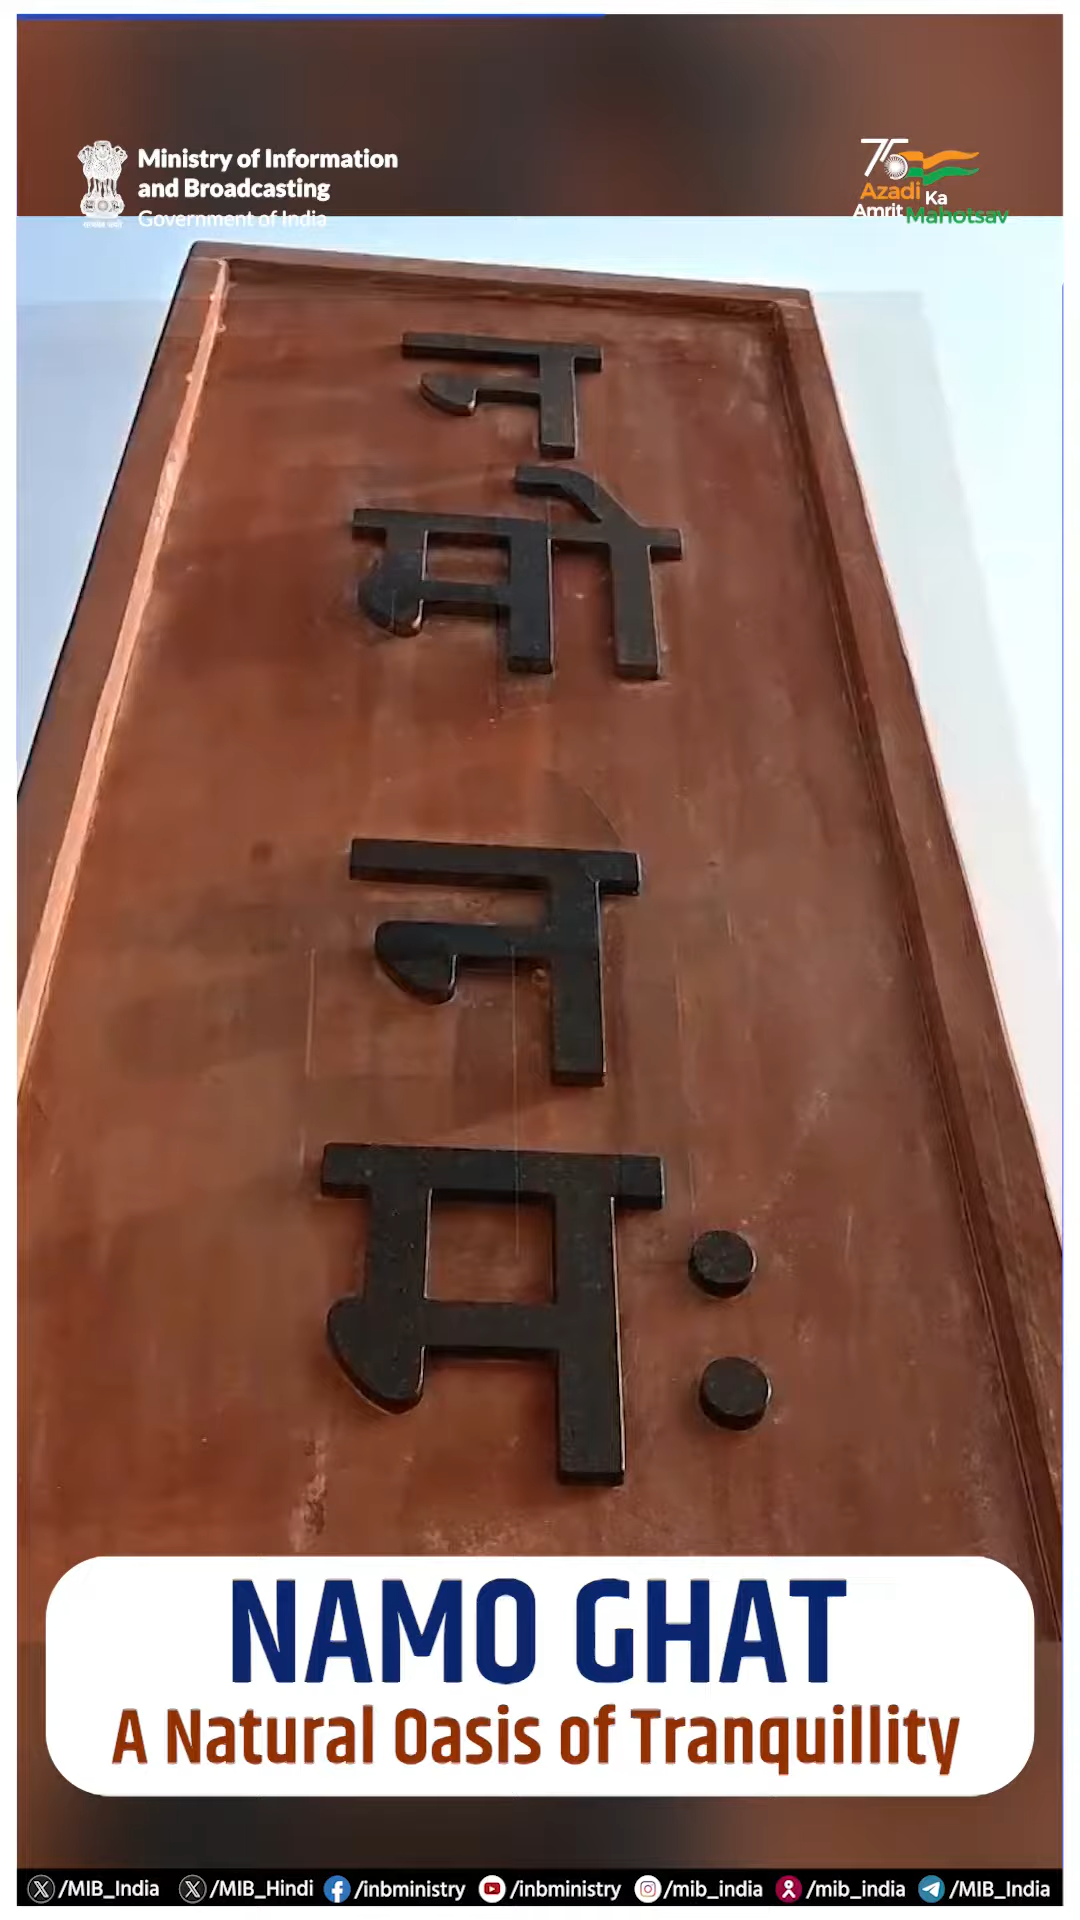 Ministry of Information
and Broadcasting
Government of India
75
Azadi Ka
Amrit Mahotsav
न
मो
न
मः
NAMO GHAT
A Natural Oasis of Tranquillity
/MIB_India /MIB_Hindi /inbministry /inbministry /mib_india /mib_india /MIB_India